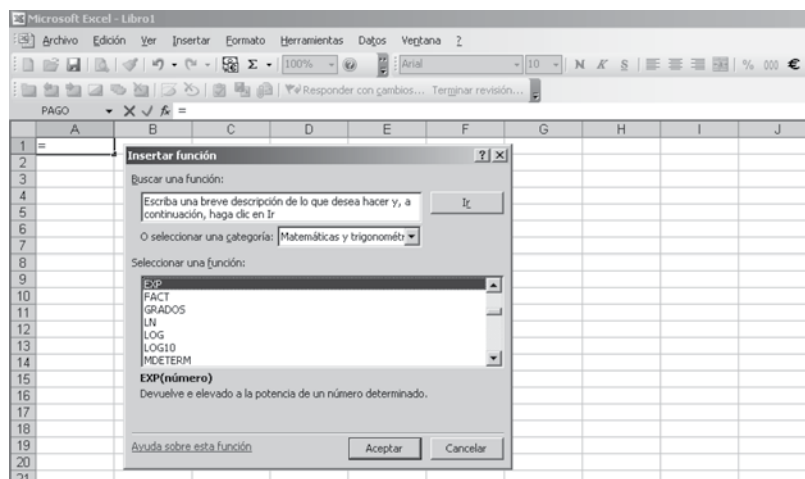 Microsoft Excel - Libro1
Archivo Edición Ver Insertar Formato Herramientas Datos Ventana ?
Σ 100% Arial 10 N K S % 000 €
Responder con cambios... Terminar revisión...
PAGO =
A B C D E F G H I J
1 =
2
3
4
5
6
7
8
9
10
11
12
13
14
15
16
17
18
19
20
21
Insertar función
Buscar una función:
Escriba una breve descripción de lo que desea hacer y, a
continuación, haga clic en Ir
Ir
O seleccionar una categoría: Matemáticas y trigonométr
Seleccionar una función:
EXP
FACT
GRADOS
LN
LOG
LOG10
MDETERM
EXP(número)
Devuelve e elevado a la potencia de un número determinado.
Ayuda sobre esta función
Aceptar Cancelar